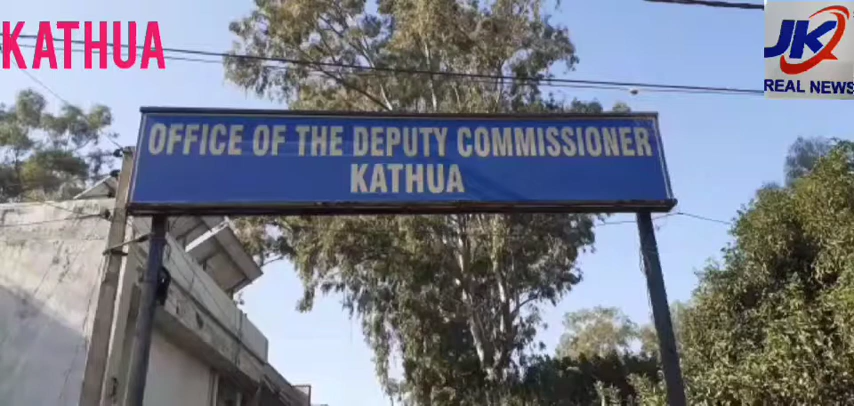 KATHUA
JK
REAL NEWS
OFFICE OF THE DEPUTY COMMISSIONER
KATHUA